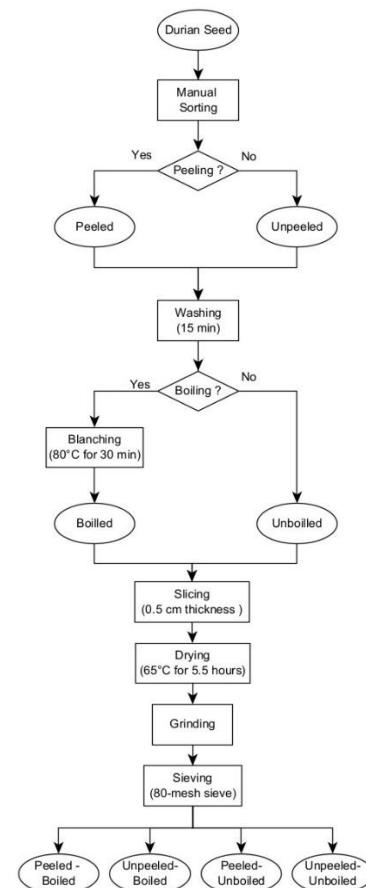 Durian Seed
Manual
Sorting
Yes
No
Peeling ?
Peeled
Unpeeled
Washing
(15 min)
Yes
No
Boiling ?
Blanching
(80°C for 30 min)
Boilled
Unboilled
Slicing
(0.5 cm thickness )
Drying
(65°C for 5.5 hours)
Grinding
Sieving
(80-mesh sieve)
Peeled -
Boiled
Unpeeled-
Boiled
Peeled-
Unboiled
Unpeeled-
Unboiled